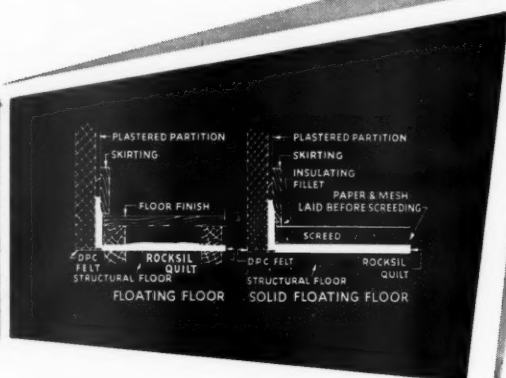 PLASTERED PARTITION
SKIRTING
FLOOR FINISH
DPC
FELT
ROCKSIL
QUILT
STRUCTURAL FLOOR
FLOATING FLOOR
PLASTERED PARTITION
SKIRTING
INSULATING
FILLET
PAPER & MESH
LAID BEFORE SCREEDING
SCREED
DPC FELT
ROCKSIL
QUILT
STRUCTURAL FLOOR
SOLID FLOATING FLOOR